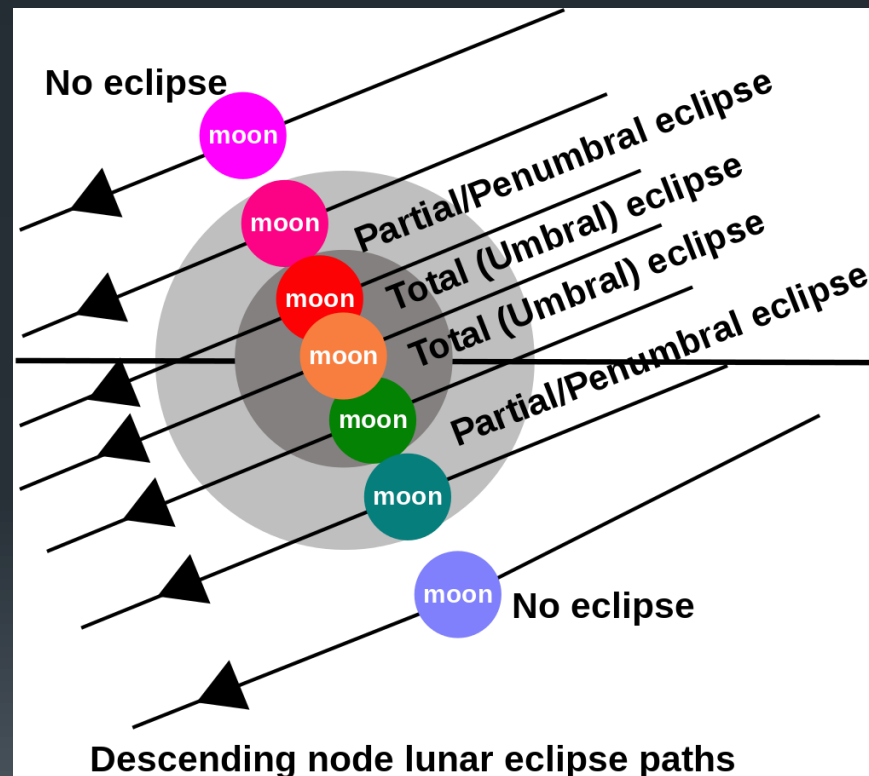 No eclipse
moon
Partial/Penumbral eclipse
moon
Total (Umbral) eclipse
moon
Total (Umbral) eclipse
moon
Partial/Penumbral eclipse
moon
moon
moon
No eclipse
Descending node lunar eclipse paths